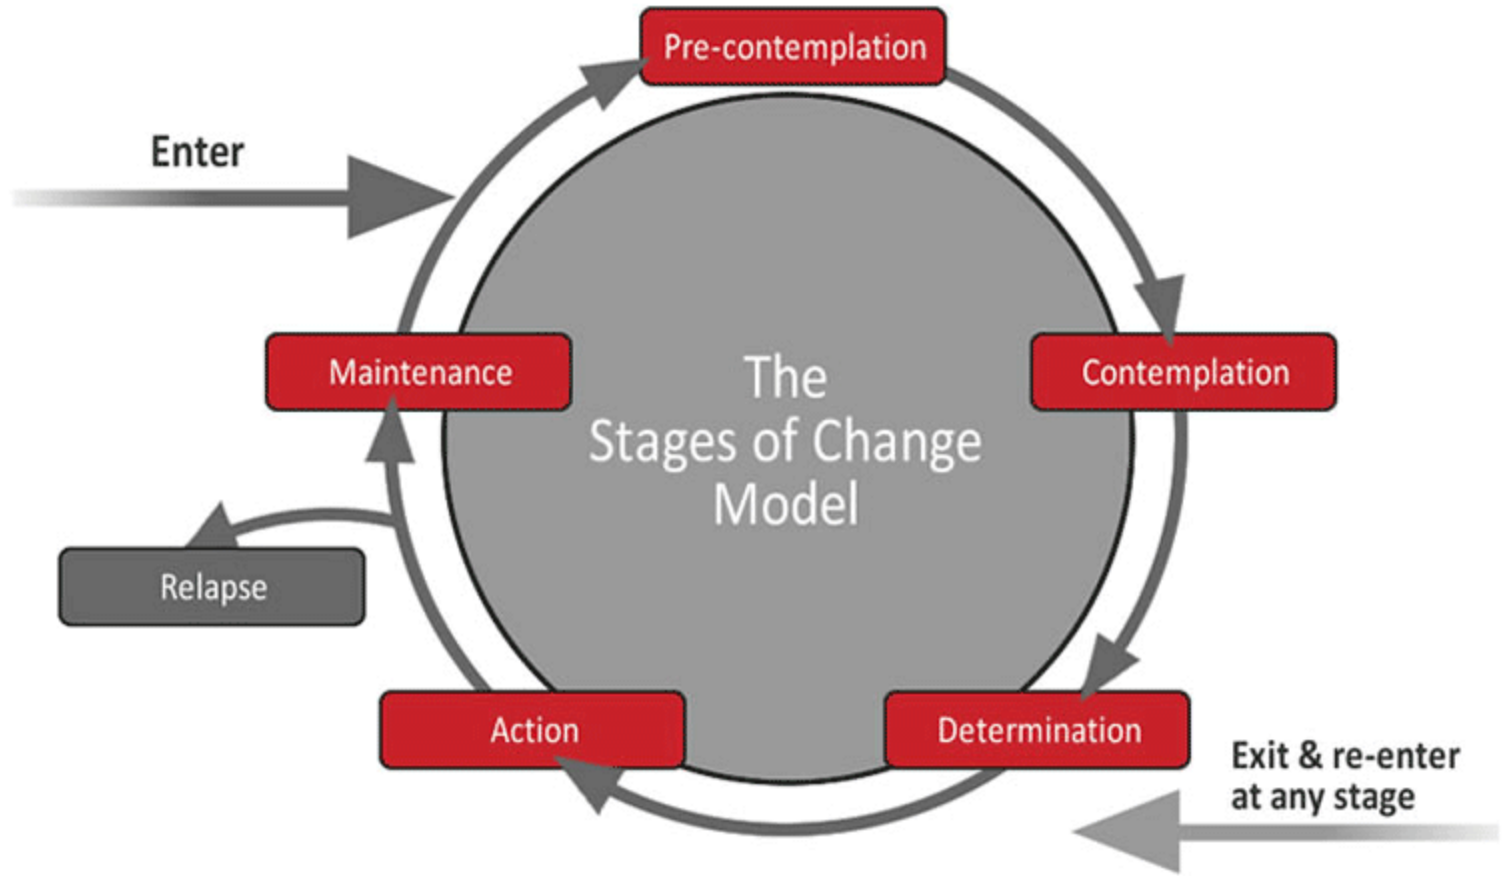 Pre-contemplation
Enter
Maintenance
Contemplation
The
Stages of Change
Model
Relapse
Action
Determination
Exit & re-enter
at any stage